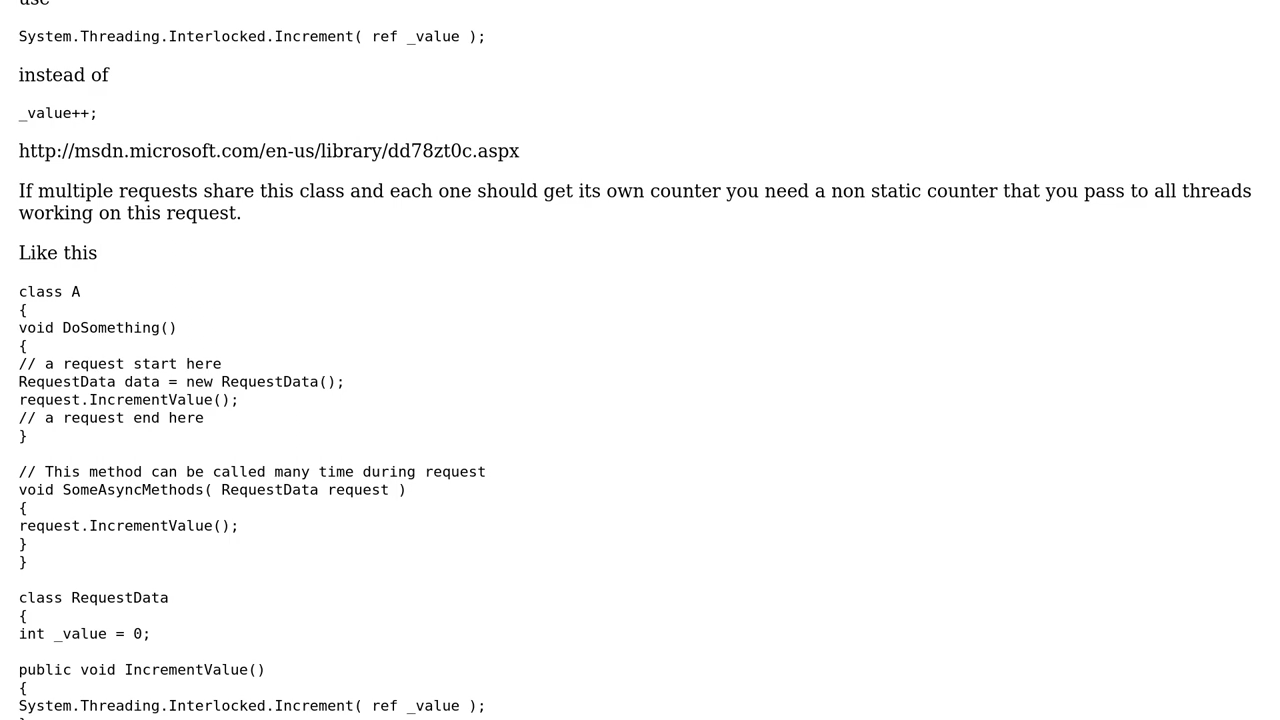 use
System.Threading.Interlocked.Increment( ref _value );
instead of
_value++;
http://msdn.microsoft.com/en-us/library/dd78zt0c.aspx
If multiple requests share this class and each one should get its own counter you need a non static counter that you pass to all threads
working on this request.
Like this
class A
{
void DoSomething()
{
// a request start here
RequestData data = new RequestData();
request.IncrementValue();
// a request end here
}
// This method can be called many time during request
void SomeAsyncMethods( RequestData request )
{
request.IncrementValue();
}
}
class RequestData
{
int _value = 0;
public void IncrementValue()
{
System.Threading.Interlocked.Increment( ref _value );
}